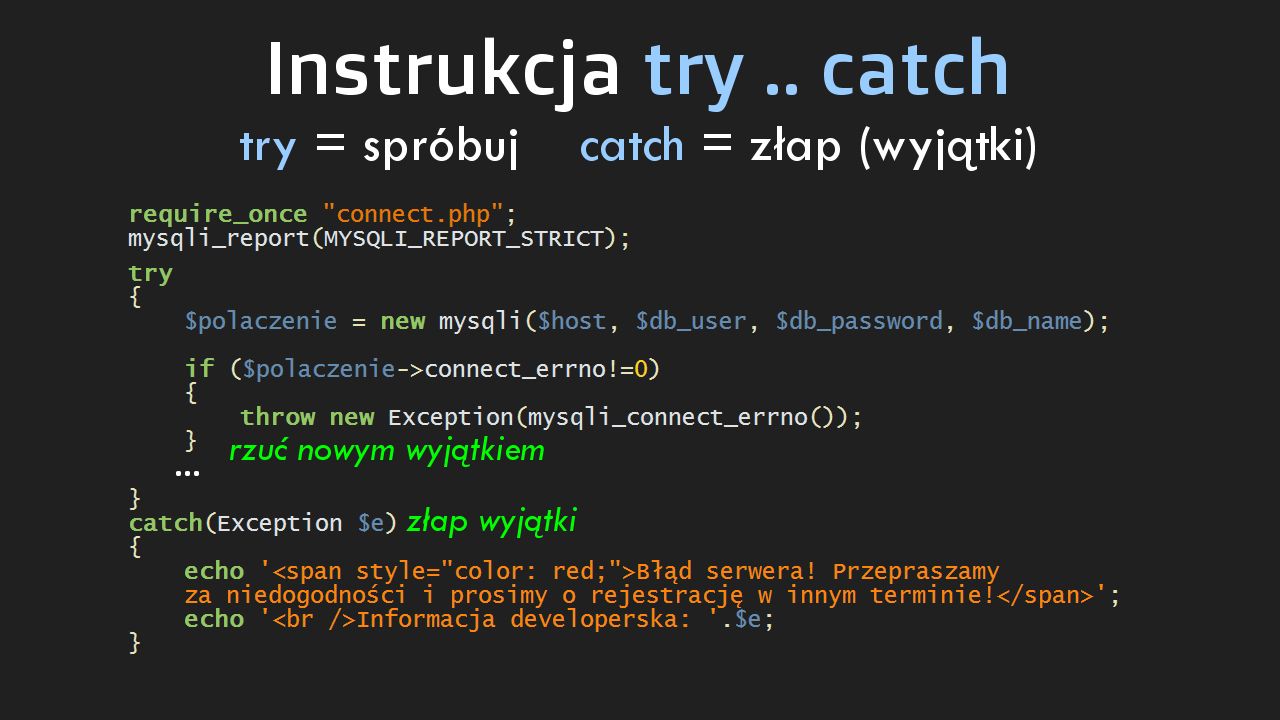 Instrukcja try .. catch
try = spróbuj catch = złap (wyjątki)
require_once "connect.php";
mysqli_report(MYSQLI_REPORT_STRICT);
try
{
$polaczenie = new mysqli($host, $db_user, $db_password, $db_name);
if ($polaczenie->connect_errno!=0)
{
throw new Exception(mysqli_connect_errno());
}
rzuć nowym wyjątkiem
...
}
catch(Exception $e) złap wyjątki
{
echo '<span style="color: red;">Błąd serwera! Przepraszamy
za niedogodności i prosimy o rejestrację w innym terminie!</span>';
echo '<br />Informacja developerska: '.$e;
}